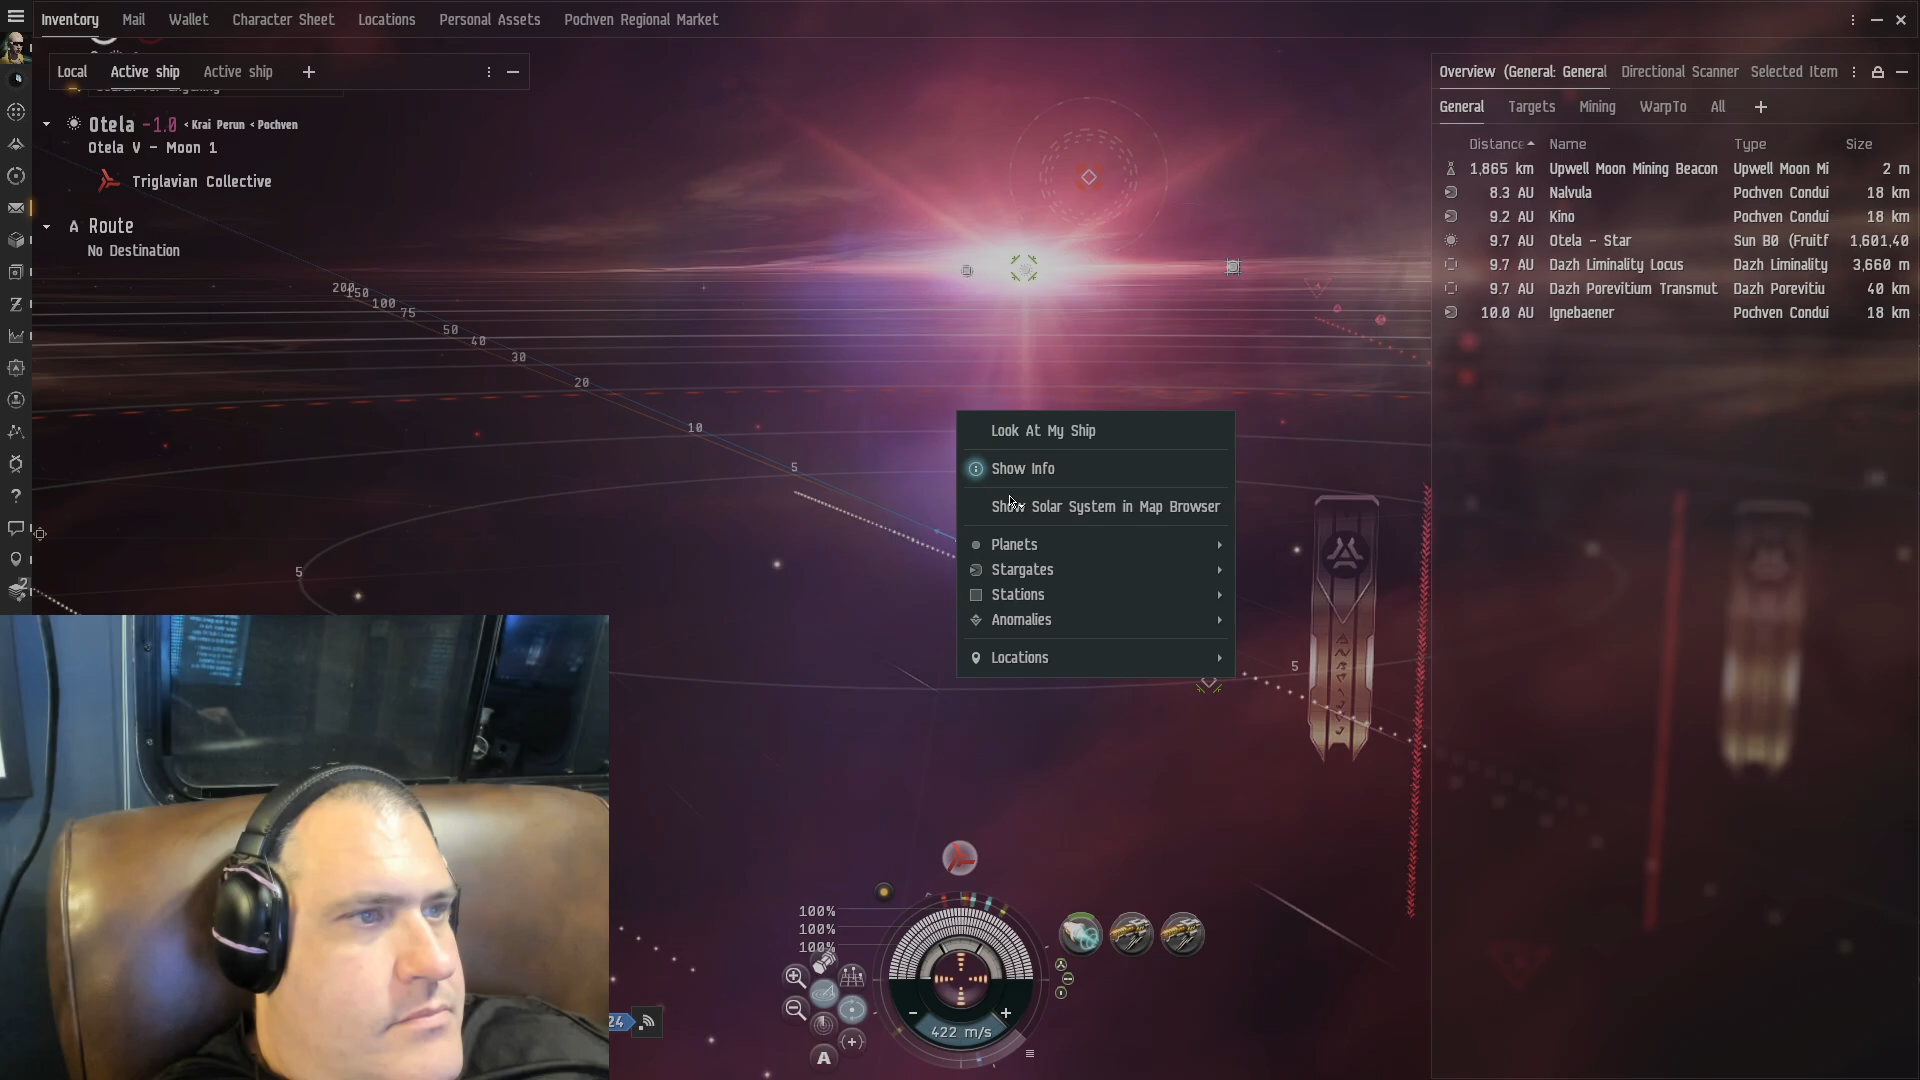 Inventory Mail Wallet Character Sheet Locations Personal Assets Pochven Regional Market
Local Active ship Active ship +
Otela -1.0 < Krai Perun < Pochven
Otela V - Moon 1
Triglavian Collective
Route
No Destination
Overview (General: General Directional Scanner Selected Item
General Targets Mining WarpTo All +
Distance Name Type Size
1,865 km Upwell Moon Mining Beacon Upwell Moon Mi 2 m
8.3 AU Nalvula Pochven Condui 18 km
9.2 AU Kino Pochven Condui 18 km
9.7 AU Otela - Star Sun B0 (Fruitf 1,601,40
9.7 AU Dazh Liminality Locus Dazh Liminality 3,660 m
9.7 AU Dazh Porevitium Transmut Dazh Porevitiu 40 km
10.0 AU Ignebaener Pochven Condui 18 km
200
150
100
75
50
40
30
20
10
5
5
5
Look At My Ship
Show Info
Show Solar System in Map Browser
Planets
Stargates
Stations
Anomalies
Locations
2
100%
100%
100%
422 m/s
24
A